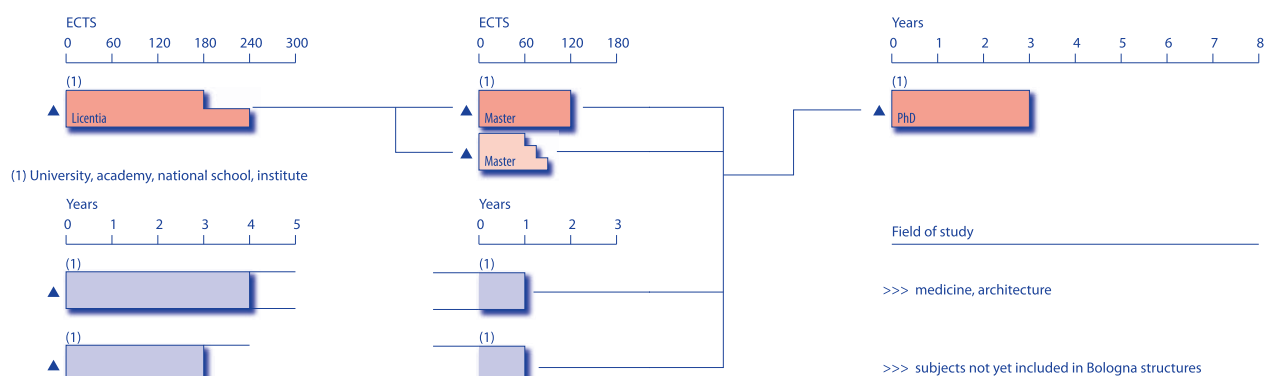 ECTS
0 60 120 180 240 300
(1)
▲ Licentia
(1) University, academy, national school, institute
ECTS
0 60 120 180
(1)
▲ Master
▲ Master
Years
0 1 2 3 4 5 6 7 8
(1)
▲ PhD
Years
0 1 2 3 4 5
(1)
▲
(1)
▲
Years
0 1 2 3
(1)
(1)
Field of study
>>> medicine, architecture
>>> subjects not yet included in Bologna structures